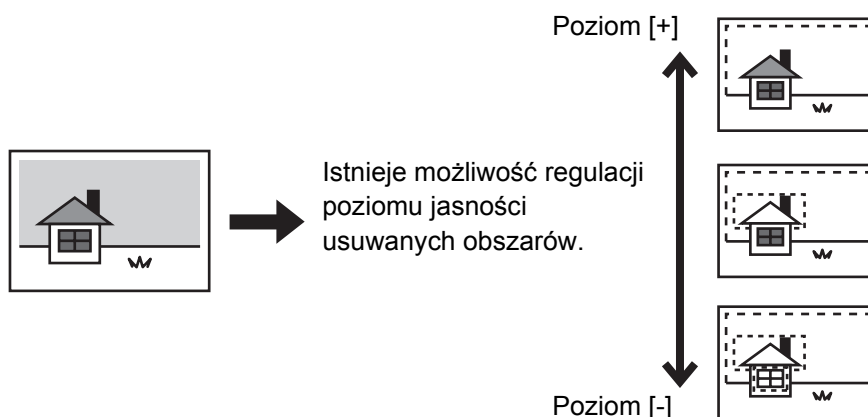 Poziom [+]
Istnieje możliwość regulacji
poziomu jasności
usuwanych obszarów.
Poziom [-]